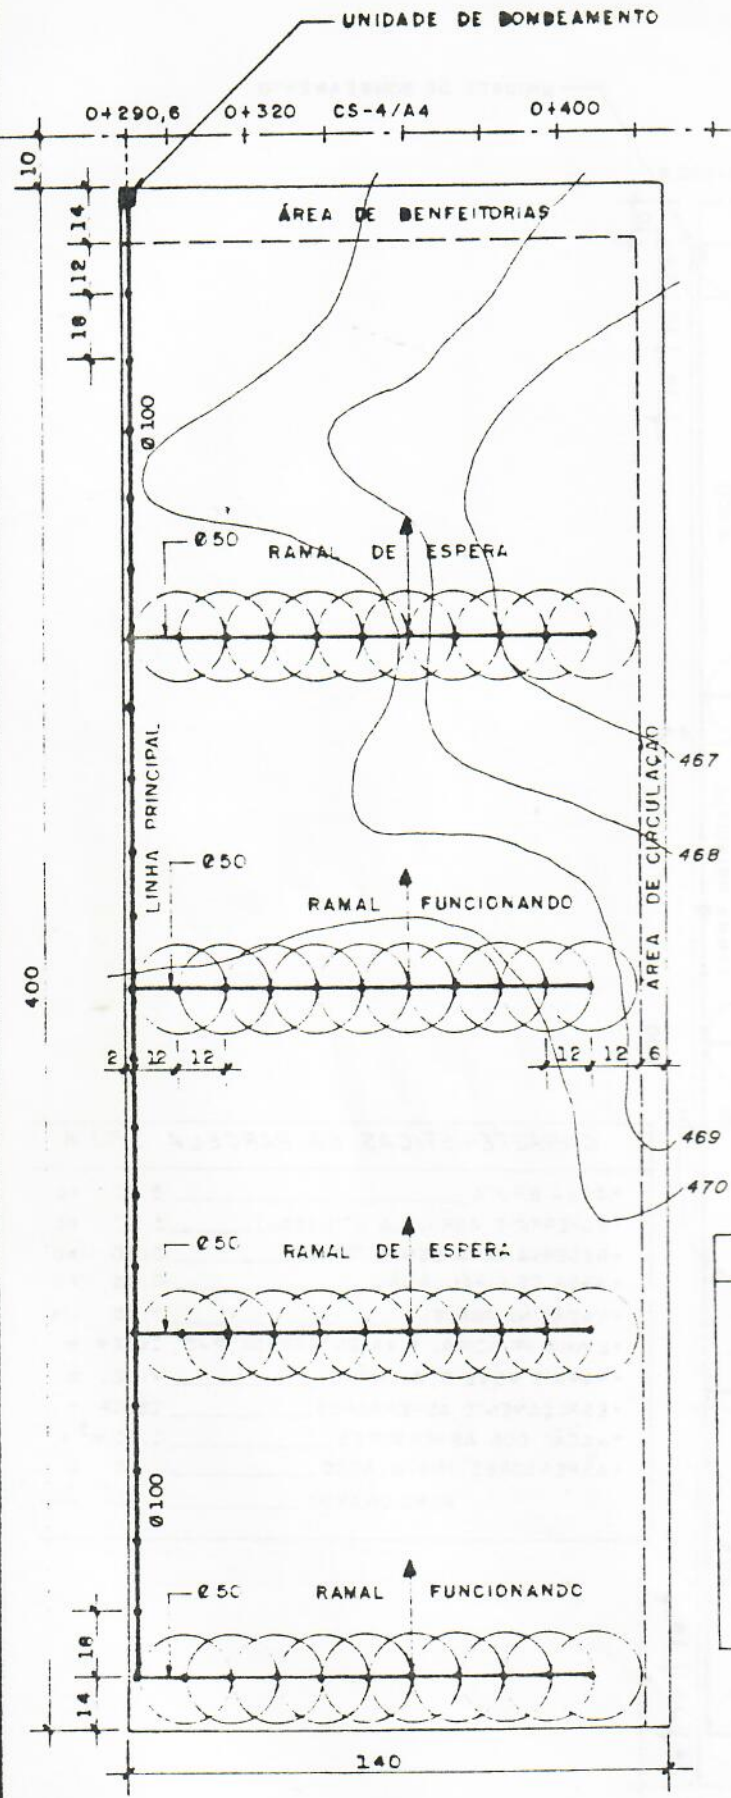 UNIDADE DE BOMBEAMENTO
0+290,6 0+320 CS-4/A4 0+400
10
14
12
18
ÁREA DE BENFEITORIAS
Ø100
Ø50
RAMAL DE ESPERA
LINHA PRINCIPAL
467
ÁREA DE CIRCULAÇÃO
468
Ø50
RAMAL FUNCIONANDO
400
2 12 12 12 12 6
469
470
Ø50
RAMAL DE ESPERA
Ø100
Ø50
RAMAL FUNCIONANDO
18
14
140